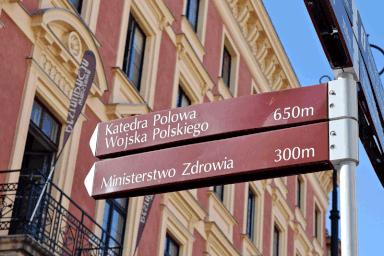 Katedra Polowa
Wojska Polskiego
650m
Ministerstwo Zdrowia
300m